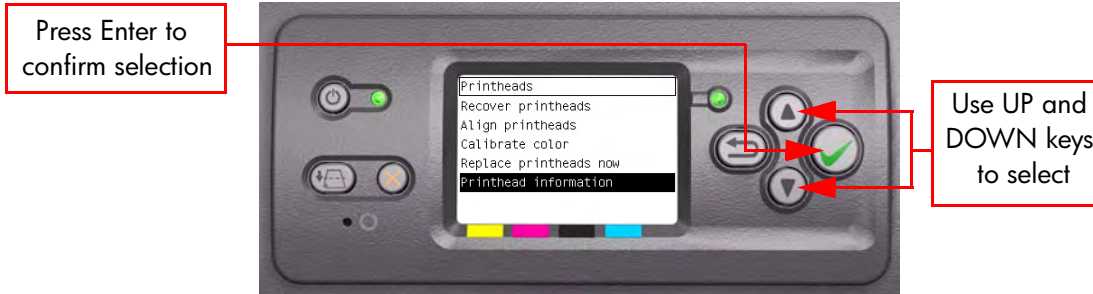 Press Enter to
confirm selection
Printheads
Recover printheads
Align printheads
Calibrate color
Replace printheads now
Printhead information
Use UP and
DOWN keys
to select